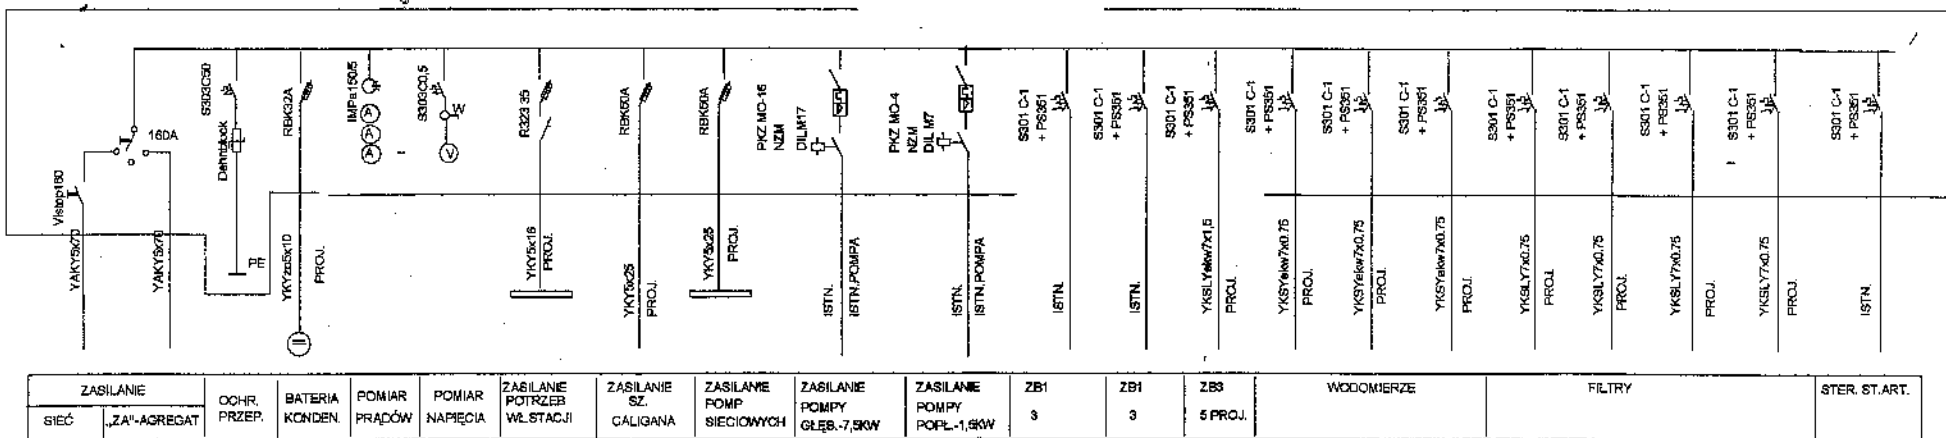 S303C50
RBK32A
IMPa150/5
S303C0,5
R323 35
RBK60A
RBK60A
PKZ MO-16
NZM
DILM17
PKZ MO-4
NZM
DIL M7
S301 C-1
+ PS351
S301 C-1
+ PS351
S301 C-1
+ PS351
S301 C-1
+ PS351
S301 C-1
+ PS351
S301 C-1
+ PS351
S301 C-1
+ PS351
S301 C-1
+ PS351
S301 C-1
+ PS351
S301 C-1
+ PS351
S301 C-1
+ PS351
160A
A
A
A
W
V
Vistop160
YAKY5x70
YAKY5x70
PE
YKYzo5x10
PROJ.
YKY5x16
PROJ.
YKY5x25
PROJ.
YKY5x25
PROJ.
ISTN.
ISTN.POMPA
ISTN.
ISTN.POMPA
ISTN.
ISTN.
YKSLYekw7x1,5
PROJ.
YKSYekw7x0.75
PROJ.
YKSYekw7x0.75
PROJ.
YKSYekw7x0.75
PROJ.
YKSLY7x0.75
PROJ.
YKSLY7x0.75
PROJ.
YKSLY7x0.75
PROJ.
YKSLY7x0.75
PROJ.
ISTN.
ZASILANIE
SIEĆ
„ZA"-AGREGAT
OCHR.
PRZEP.
BATERIA
KONDEN.
POMIAR
PRĄDÓW
POMIAR
NAPIĘCIA
ZASILANIE
POTRZEB
WŁ.STACJI
ZASILANIE
SZ.
CALIGANA
ZASILANIE
POMP
SIECIOWYCH
ZASILANIE
POMPY
GŁĘB.-7,5KW
ZASILANIE
POMPY
POPŁ.-1,5KW
ZB1
3
ZB1
3
ZB3
5 PROJ.
WODOMIERZE
FILTRY
STER. ST.ART.